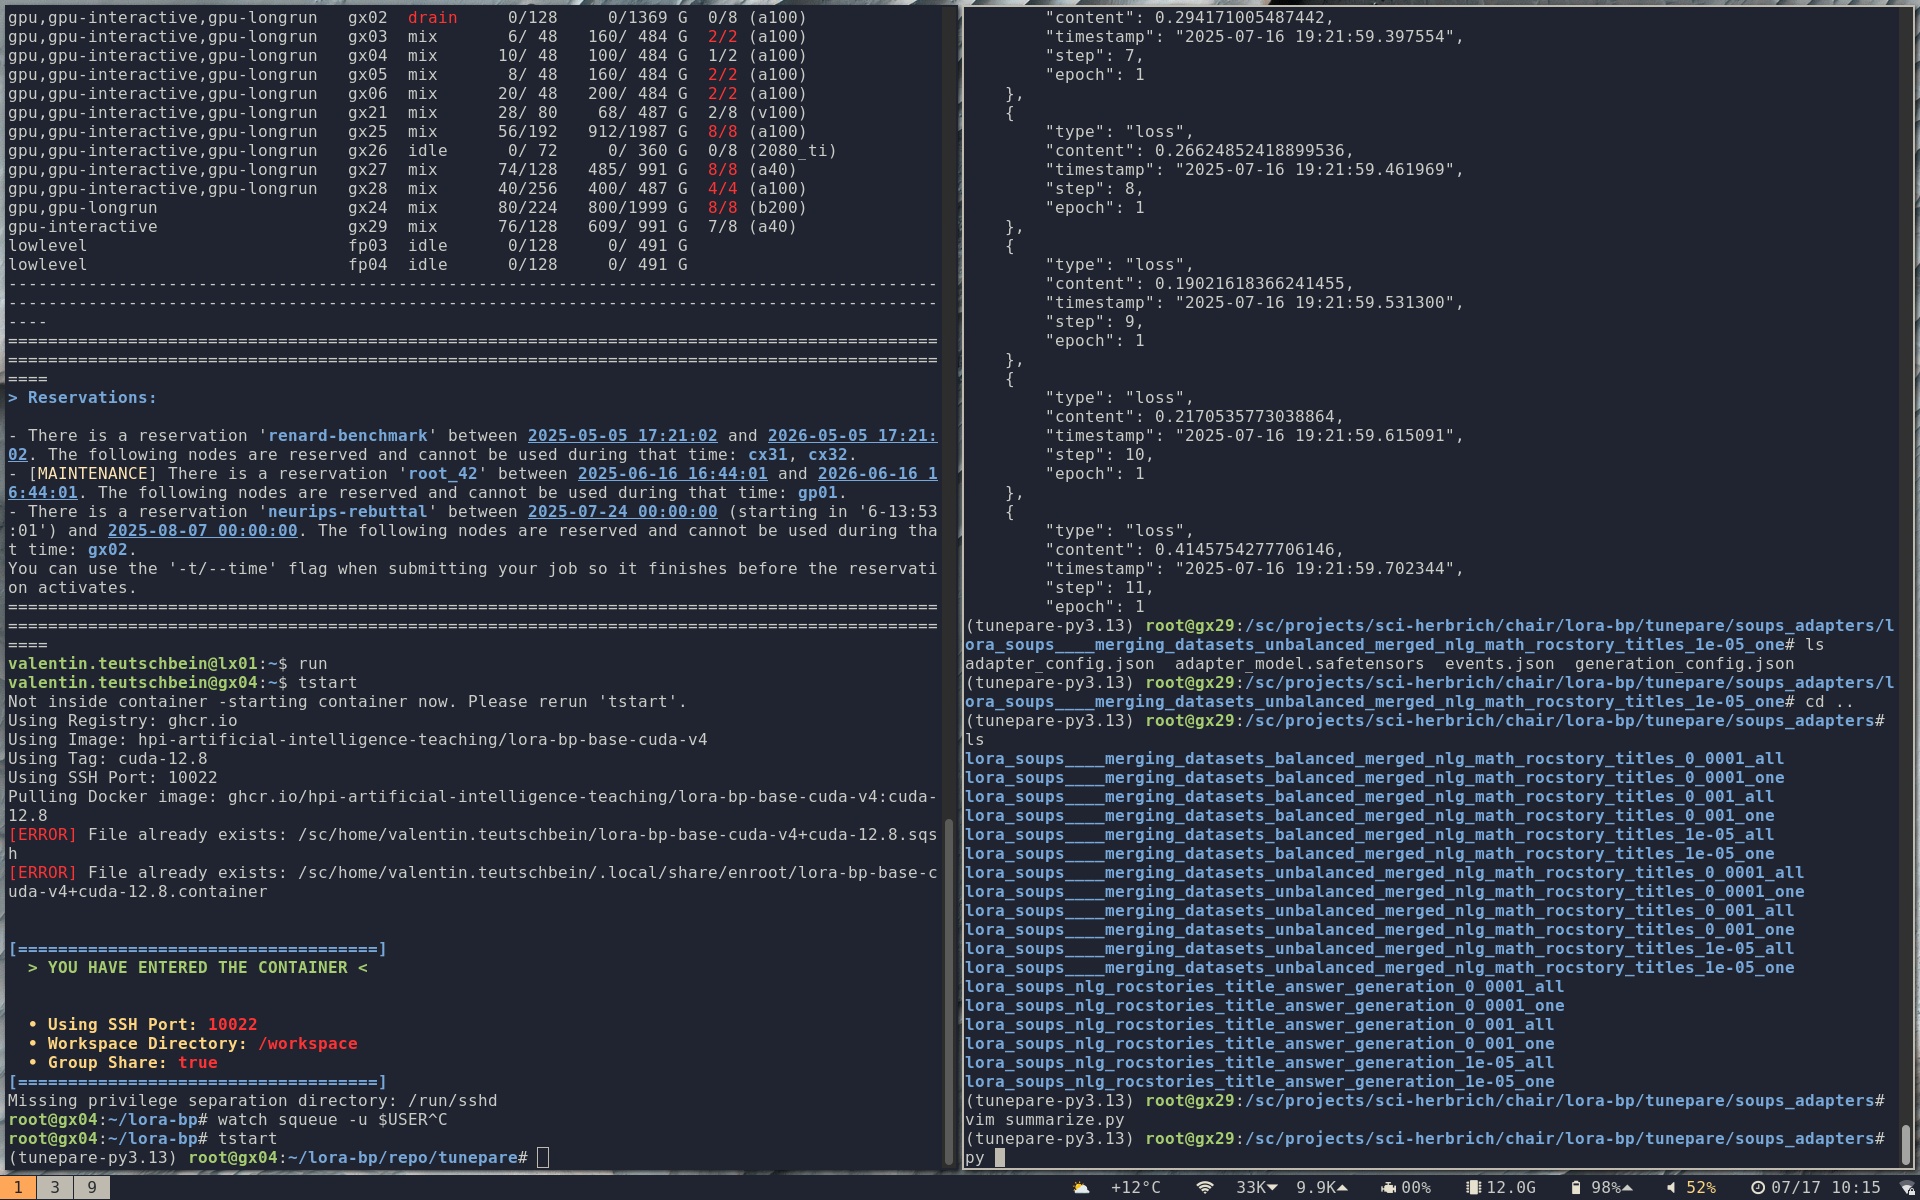 gpu,gpu-interactive,gpu-longrun   gx02  drain     0/128     0/1369 G  0/8 (a100)
gpu,gpu-interactive,gpu-longrun   gx03  mix       6/ 48   160/ 484 G  2/2 (a100)
gpu,gpu-interactive,gpu-longrun   gx04  mix      10/ 48   100/ 484 G  1/2 (a100)
gpu,gpu-interactive,gpu-longrun   gx05  mix       8/ 48   160/ 484 G  2/2 (a100)
gpu,gpu-interactive,gpu-longrun   gx06  mix      20/ 48   200/ 484 G  2/2 (a100)
gpu,gpu-interactive,gpu-longrun   gx21  mix      28/ 80    68/ 487 G  2/8 (v100)
gpu,gpu-interactive,gpu-longrun   gx25  mix      56/192   912/1987 G  8/8 (a100)
gpu,gpu-interactive,gpu-longrun   gx26  idle      0/ 72     0/ 360 G  0/8 (2080_ti)
gpu,gpu-interactive,gpu-longrun   gx27  mix      74/128   485/ 991 G  8/8 (a40)
gpu,gpu-interactive,gpu-longrun   gx28  mix      40/256   400/ 487 G  4/4 (a100)
gpu,gpu-longrun                   gx24  mix      80/224   800/1999 G  8/8 (b200)
gpu-interactive                   gx29  mix      76/128   609/ 991 G  7/8 (a40)
lowlevel                          fp03  idle      0/128     0/ 491 G
lowlevel                          fp04  idle      0/128     0/ 491 G
---------------------------------------------------------------------------------------------
---------------------------------------------------------------------------------------------
----
=============================================================================================
=============================================================================================
====
> Reservations:
- There is a reservation 'renard-benchmark' between 2025-05-05 17:21:02 and 2026-05-05 17:21:
02. The following nodes are reserved and cannot be used during that time: cx31, cx32.
- [MAINTENANCE] There is a reservation 'root_42' between 2025-06-16 16:44:01 and 2026-06-16 1
6:44:01. The following nodes are reserved and cannot be used during that time: gp01.
- There is a reservation 'neurips-rebuttal' between 2025-07-24 00:00:00 (starting in '6-13:53
:01') and 2025-08-07 00:00:00. The following nodes are reserved and cannot be used during tha
t time: gx02.
You can use the '-t/--time' flag when submitting your job so it finishes before the reservati
on activates.
=============================================================================================
=============================================================================================
====
valentin.teutschbein@lx01:~$ run
valentin.teutschbein@gx04:~$ tstart
Not inside container -starting container now. Please rerun 'tstart'.
Using Registry: ghcr.io
Using Image: hpi-artificial-intelligence-teaching/lora-bp-base-cuda-v4
Using Tag: cuda-12.8
Using SSH Port: 10022
Pulling Docker image: ghcr.io/hpi-artificial-intelligence-teaching/lora-bp-base-cuda-v4:cuda-
12.8
[ERROR] File already exists: /sc/home/valentin.teutschbein/lora-bp-base-cuda-v4+cuda-12.8.sqs
h
[ERROR] File already exists: /sc/home/valentin.teutschbein/.local/share/enroot/lora-bp-base-c
uda-v4+cuda-12.8.container
[====================================]
> YOU HAVE ENTERED THE CONTAINER <
• Using SSH Port: 10022
• Workspace Directory: /workspace
• Group Share: true
[====================================]
Missing privilege separation directory: /run/sshd
root@gx04:~/lora-bp# watch squeue -u $USER^C
root@gx04:~/lora-bp# tstart
(tunepare-py3.13) root@gx04:~/lora-bp/repo/tunepare#
        "content": 0.294171005487442,
        "timestamp": "2025-07-16 19:21:59.397554",
        "step": 7,
        "epoch": 1
    },
    {
        "type": "loss",
        "content": 0.26624852418899536,
        "timestamp": "2025-07-16 19:21:59.461969",
        "step": 8,
        "epoch": 1
    },
    {
        "type": "loss",
        "content": 0.19021618366241455,
        "timestamp": "2025-07-16 19:21:59.531300",
        "step": 9,
        "epoch": 1
    },
    {
        "type": "loss",
        "content": 0.2170535773038864,
        "timestamp": "2025-07-16 19:21:59.615091",
        "step": 10,
        "epoch": 1
    },
    {
        "type": "loss",
        "content": 0.4145754277706146,
        "timestamp": "2025-07-16 19:21:59.702344",
        "step": 11,
        "epoch": 1
(tunepare-py3.13) root@gx29:/sc/projects/sci-herbrich/chair/lora-bp/tunepare/soups_adapters/l
ora_soups____merging_datasets_unbalanced_merged_nlg_math_rocstory_titles_1e-05_one# ls
adapter_config.json  adapter_model.safetensors  events.json  generation_config.json
(tunepare-py3.13) root@gx29:/sc/projects/sci-herbrich/chair/lora-bp/tunepare/soups_adapters/l
ora_soups____merging_datasets_unbalanced_merged_nlg_math_rocstory_titles_1e-05_one# cd ..
(tunepare-py3.13) root@gx29:/sc/projects/sci-herbrich/chair/lora-bp/tunepare/soups_adapters#
ls
lora_soups____merging_datasets_balanced_merged_nlg_math_rocstory_titles_0_0001_all
lora_soups____merging_datasets_balanced_merged_nlg_math_rocstory_titles_0_0001_one
lora_soups____merging_datasets_balanced_merged_nlg_math_rocstory_titles_0_001_all
lora_soups____merging_datasets_balanced_merged_nlg_math_rocstory_titles_0_001_one
lora_soups____merging_datasets_balanced_merged_nlg_math_rocstory_titles_1e-05_all
lora_soups____merging_datasets_balanced_merged_nlg_math_rocstory_titles_1e-05_one
lora_soups____merging_datasets_unbalanced_merged_nlg_math_rocstory_titles_0_0001_all
lora_soups____merging_datasets_unbalanced_merged_nlg_math_rocstory_titles_0_0001_one
lora_soups____merging_datasets_unbalanced_merged_nlg_math_rocstory_titles_0_001_all
lora_soups____merging_datasets_unbalanced_merged_nlg_math_rocstory_titles_0_001_one
lora_soups____merging_datasets_unbalanced_merged_nlg_math_rocstory_titles_1e-05_all
lora_soups____merging_datasets_unbalanced_merged_nlg_math_rocstory_titles_1e-05_one
lora_soups_nlg_rocstories_title_answer_generation_0_0001_all
lora_soups_nlg_rocstories_title_answer_generation_0_0001_one
lora_soups_nlg_rocstories_title_answer_generation_0_001_all
lora_soups_nlg_rocstories_title_answer_generation_0_001_one
lora_soups_nlg_rocstories_title_answer_generation_1e-05_all
lora_soups_nlg_rocstories_title_answer_generation_1e-05_one
(tunepare-py3.13) root@gx29:/sc/projects/sci-herbrich/chair/lora-bp/tunepare/soups_adapters#
vim summarize.py
(tunepare-py3.13) root@gx29:/sc/projects/sci-herbrich/chair/lora-bp/tunepare/soups_adapters#
py
1 3 9 +12°C 33K 9.9K 00% 12.0G 98% 52% 07/17 10:15